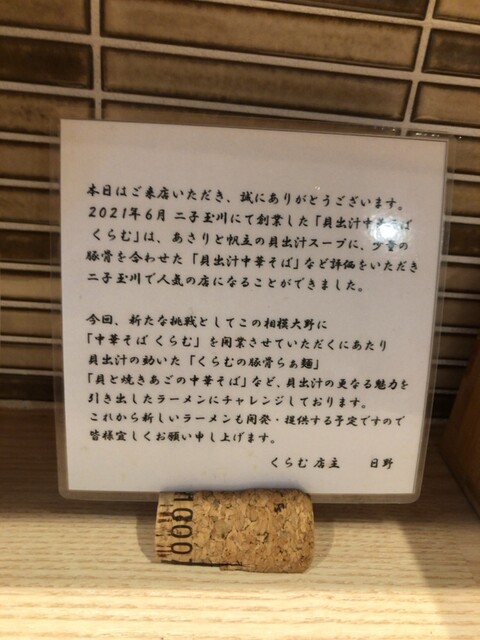 本日はご来店いただき、誠にありがとうございます。
2021年6月 二子玉川にて創業した「貝出汁中華そば
くらむ」は、あさりと帆立の貝出汁スープに、少量の
豚骨を合わせた「貝出汁中華そば」など評価をいただき
二子玉川で人気の店になることができました。
今回、新たな挑戦としてこの相模大野に
「中華そば くらむ」を開業させていただくにあたり
貝出汁の効いた「くらむの豚骨らぁ麺」
「貝と焼きあごの中華そば」など、貝出汁の更なる魅力を
引き出したラーメンにチャレンジしております。
これから新しいラーメンも開発・提供する予定ですので
皆様宜しくお願い申し上げます。
くらむ 店主 日野
000